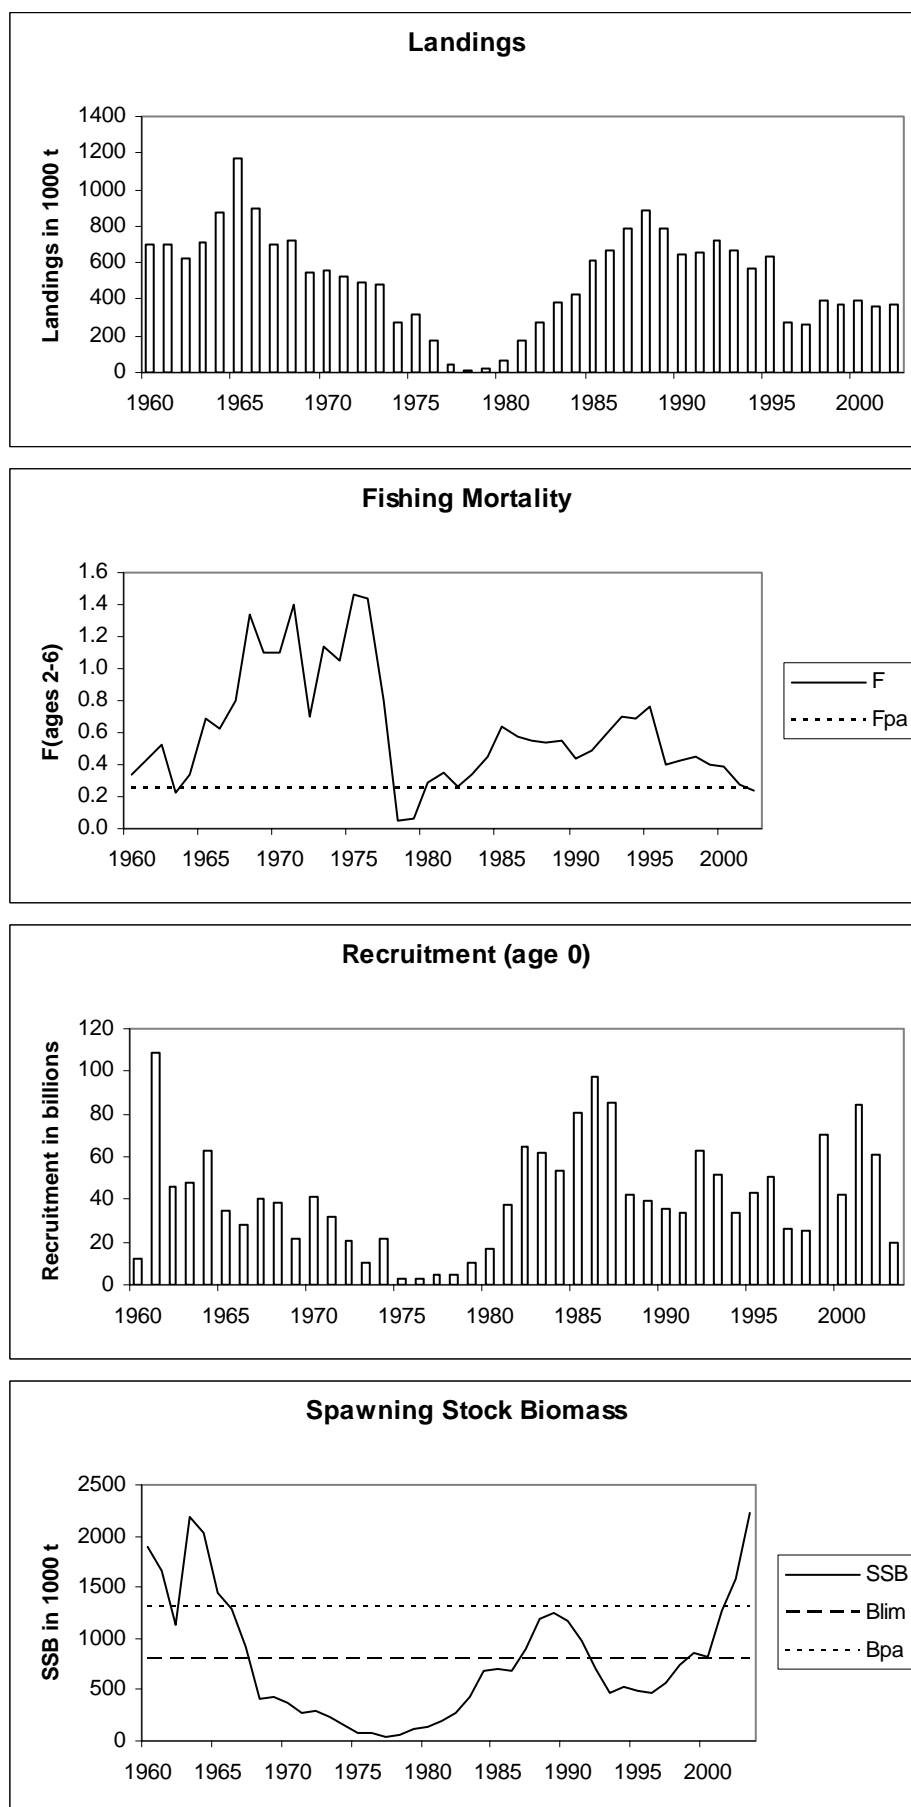 Landings
Landings in 1000 t
1400
1200
1000
800
600
400
200
0
1960 1965 1970 1975 1980 1985 1990 1995 2000
Fishing Mortality
F(ages 2-6)
1.6
1.4
1.2
1.0
0.8
0.6
0.4
0.2
0.0
1960 1965 1970 1975 1980 1985 1990 1995 2000
F
Fpa
Recruitment (age 0)
Recruitment in billions
120
100
80
60
40
20
0
1960 1965 1970 1975 1980 1985 1990 1995 2000
Spawning Stock Biomass
SSB in 1000 t
2500
2000
1500
1000
500
0
1960 1965 1970 1975 1980 1985 1990 1995 2000
SSB
Blim
Bpa